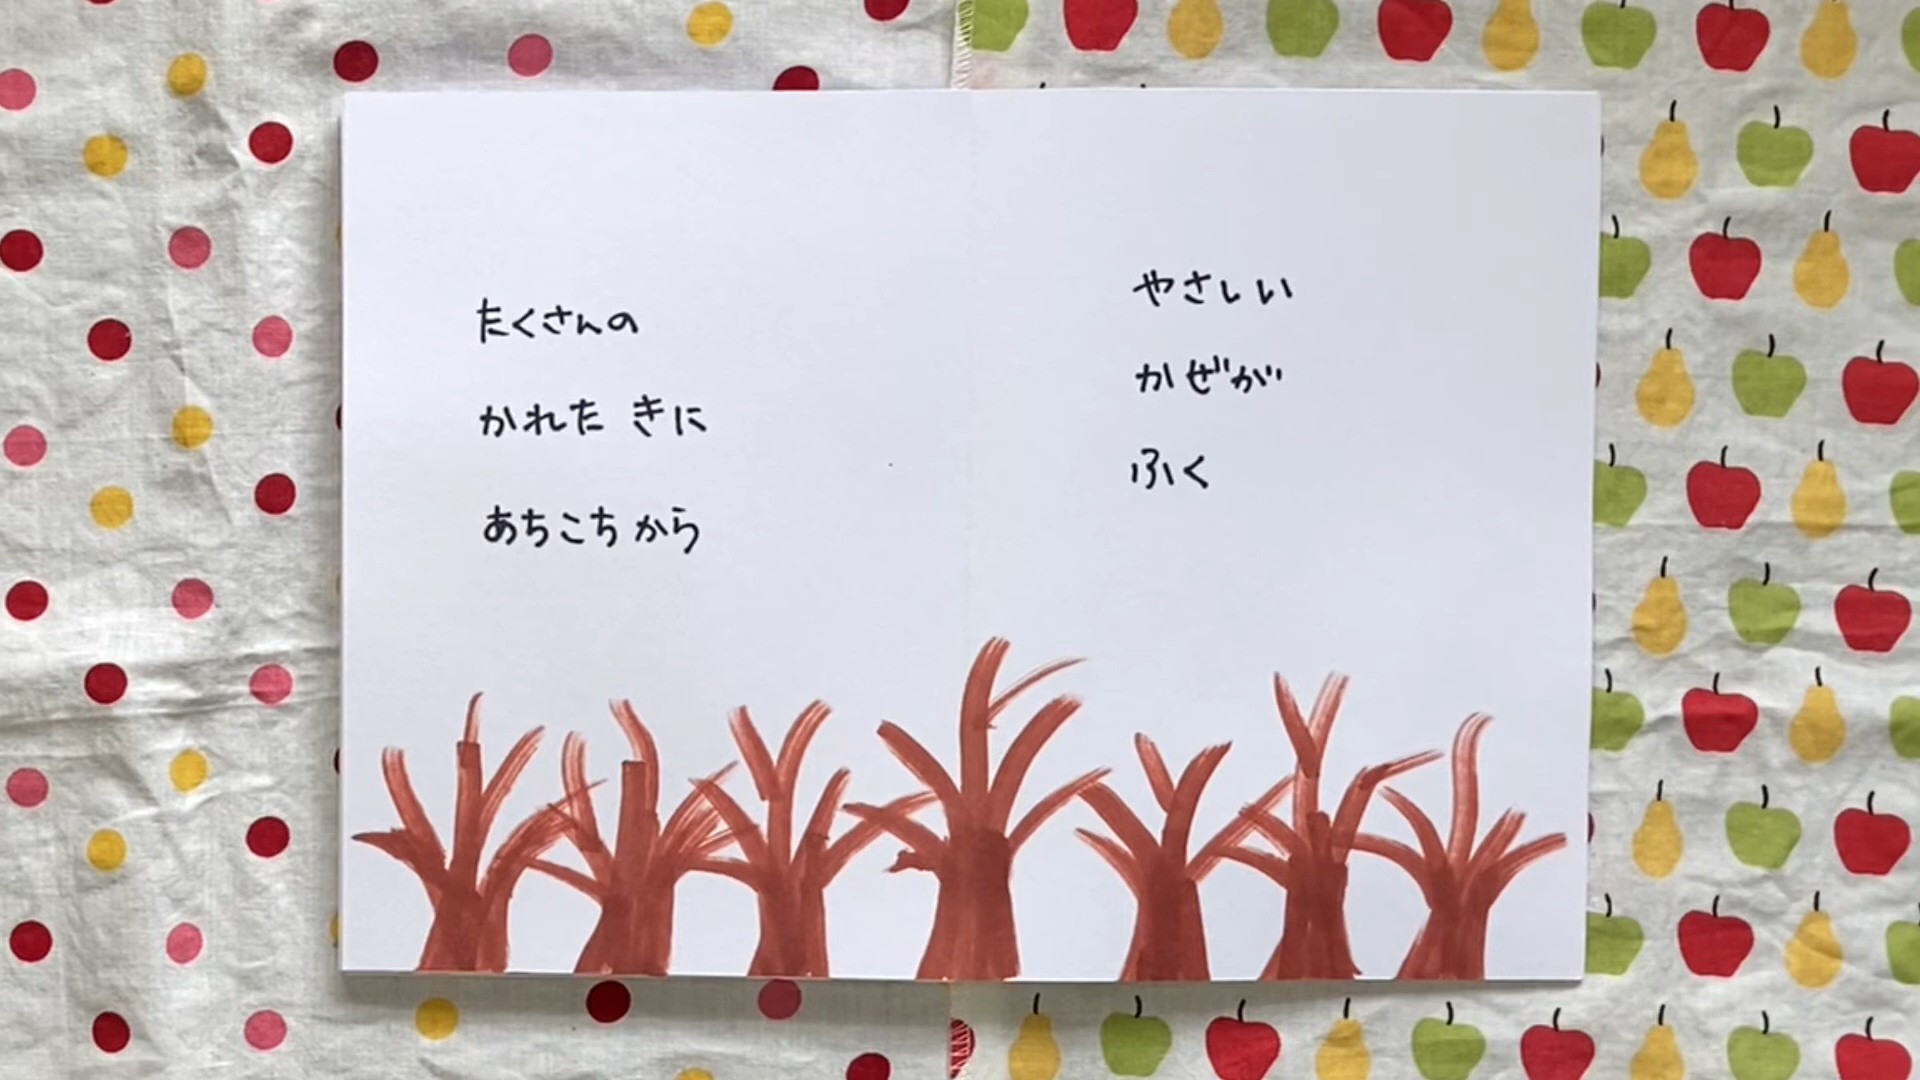 たくさんの
かれた きに
あちこち から
やさしい
かぜが
ふく